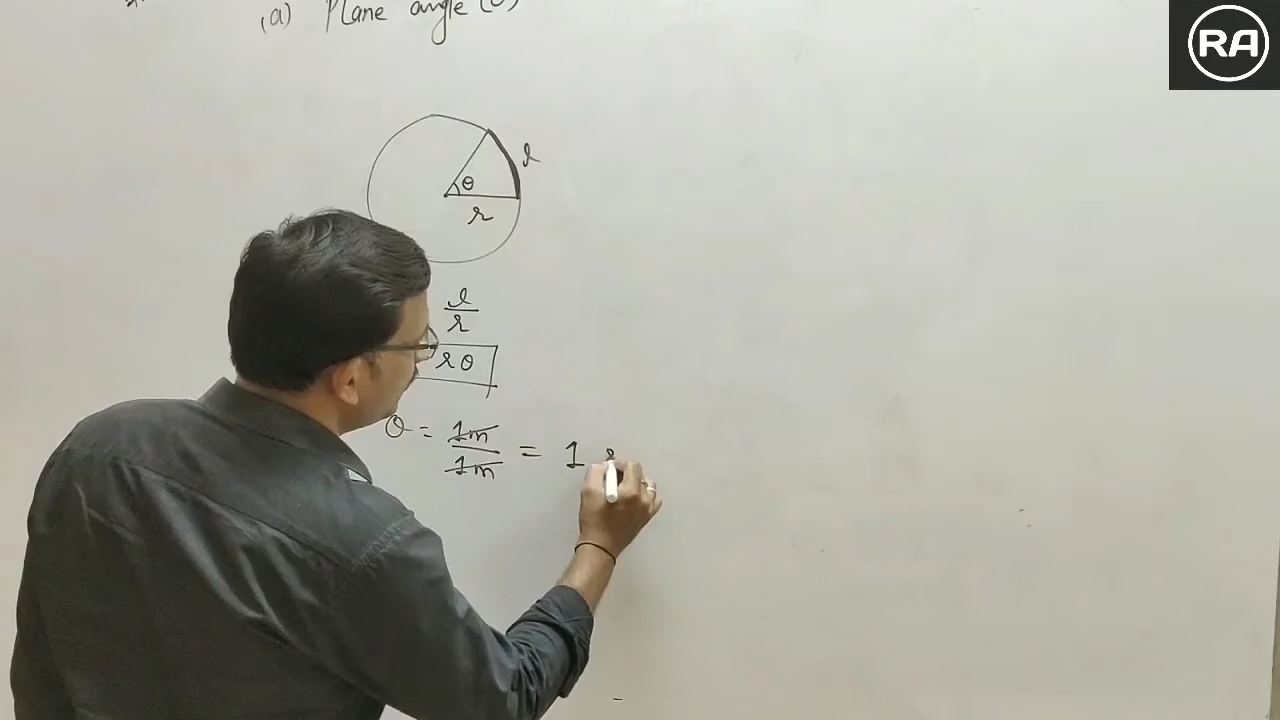 RA
(a) Plane angle (θ)
l
θ
r
l/r
rθ
θ = 1m/1m = 1